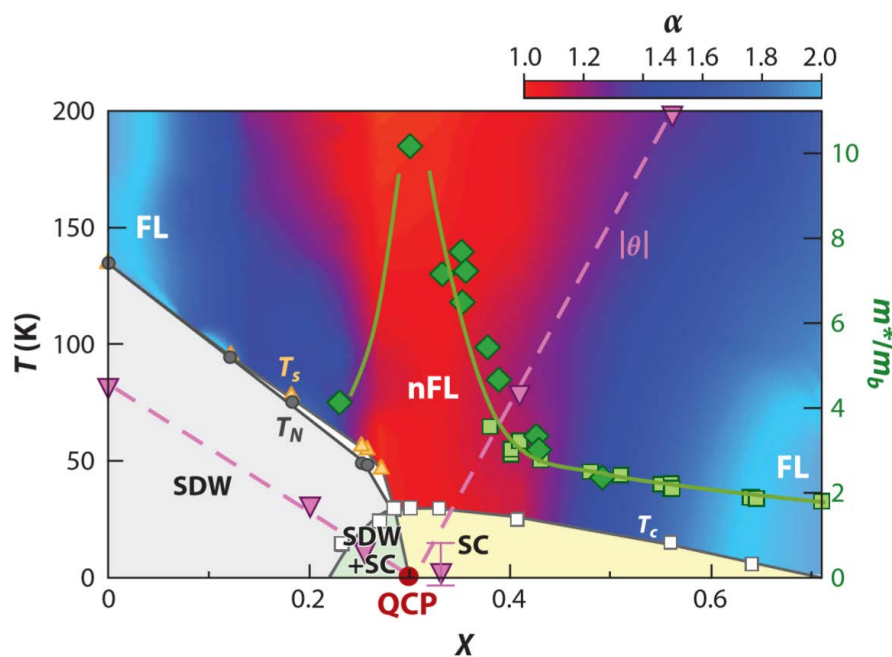 α
1.0 1.2 1.4 1.6 1.8 2.0
200
150
100
50
0
T (K)
0 0.2 0.4 0.6
X
10
8
6
4
2
0
m*/mb
FL
|θ|
Ts
nFL
TN
SDW
FL
SDW
+SC
SC
Tc
QCP